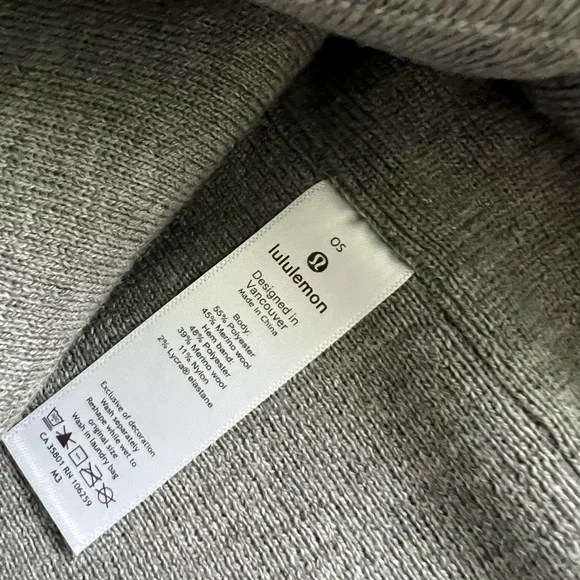 OS
lululemon
Designed in
Vancouver
Made in China
Body:
55% Polyester
45% Merino wool
Hem band:
48% Polyester
39% Merino wool
11% Nylon
2% Lycra® elastane
Exclusive of decoration
Wash separately
Reshape while wet to
original size
Wash in laundry bag
CA 35801 RN 106259
M3